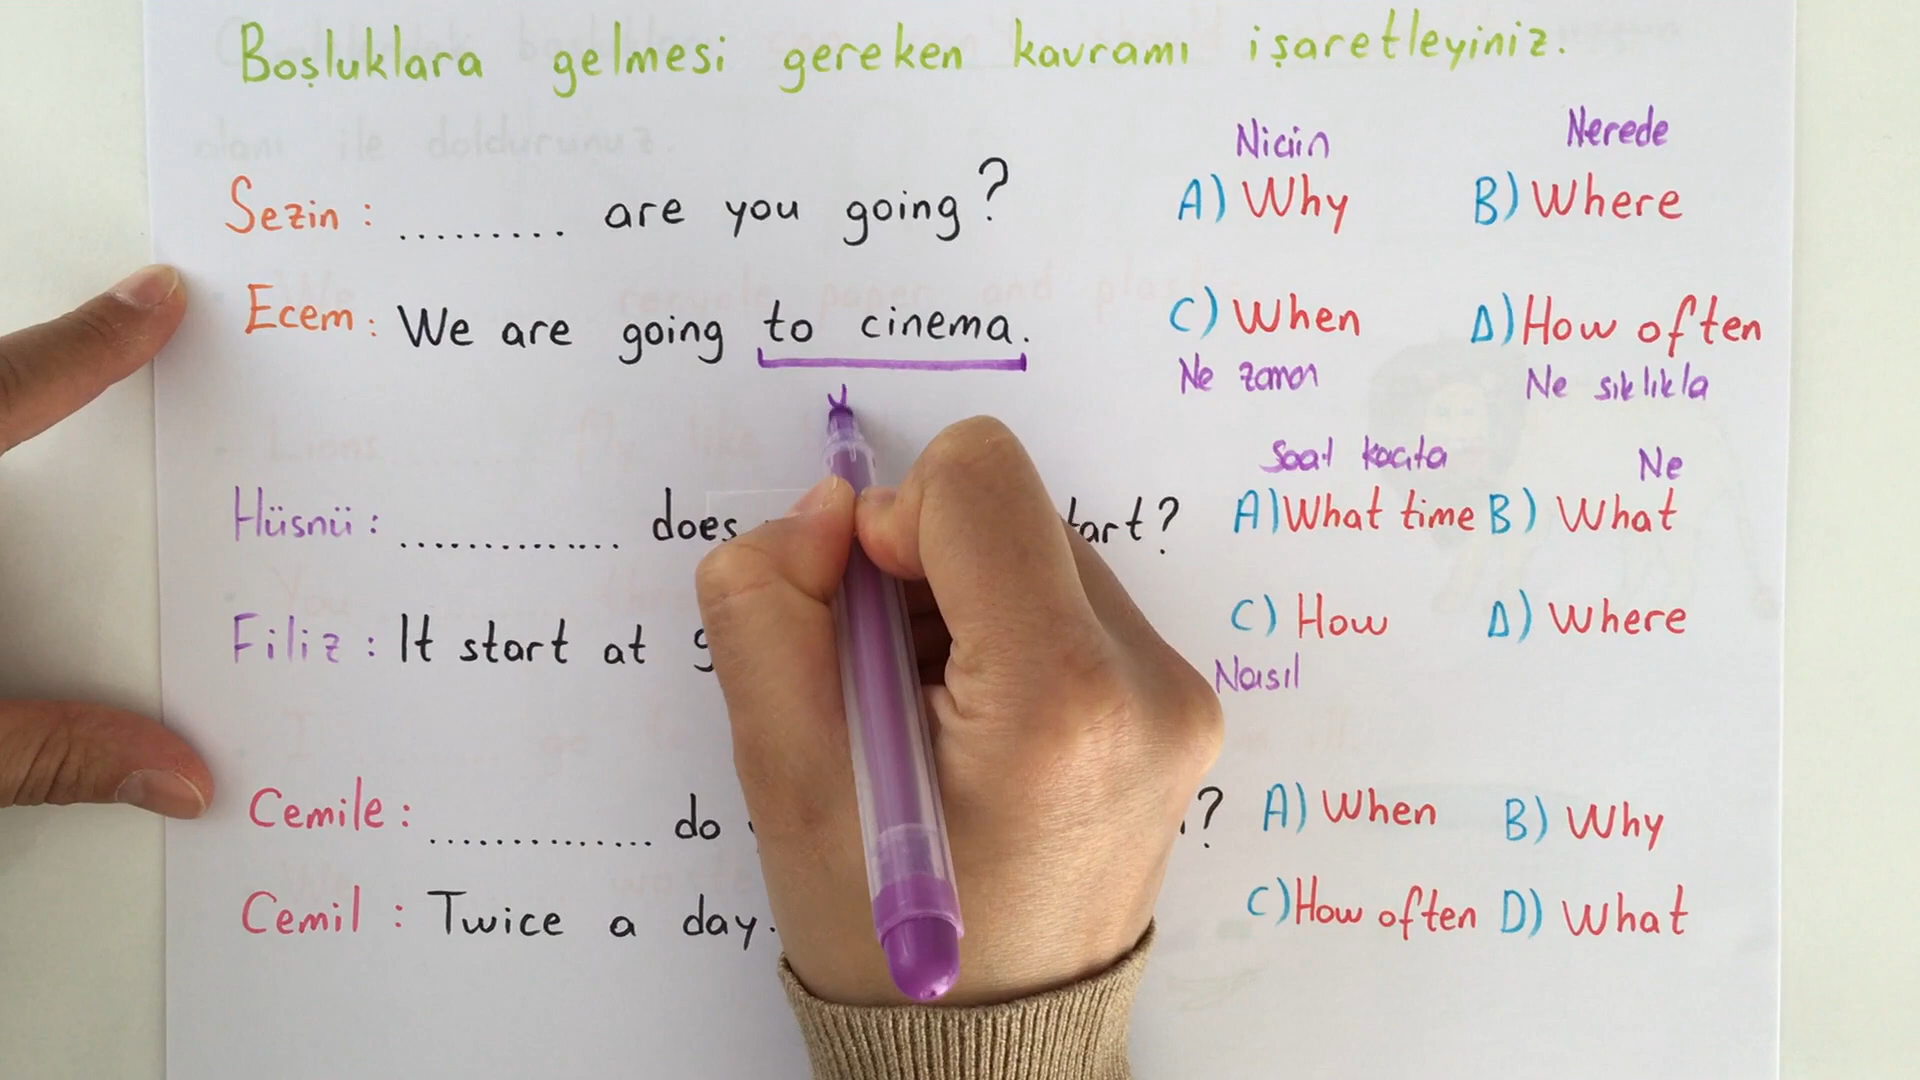 Boşluklara gelmesi gereken kavramı işaretleyiniz.
Niçin Nerede
Sezin : ......... are you going? A) Why B) Where
Ecem : We are going to cinema. C) When D) How often
Ne zaman Ne sıklıkla
Saat kaçta Ne
Hüsnü : .............. does tart? A) What time B) What
Filiz : It start at C) How D) Where
Nasıl
Cemile : .............. do ? A) When B) Why
Cemil : Twice a day. C) How often D) What